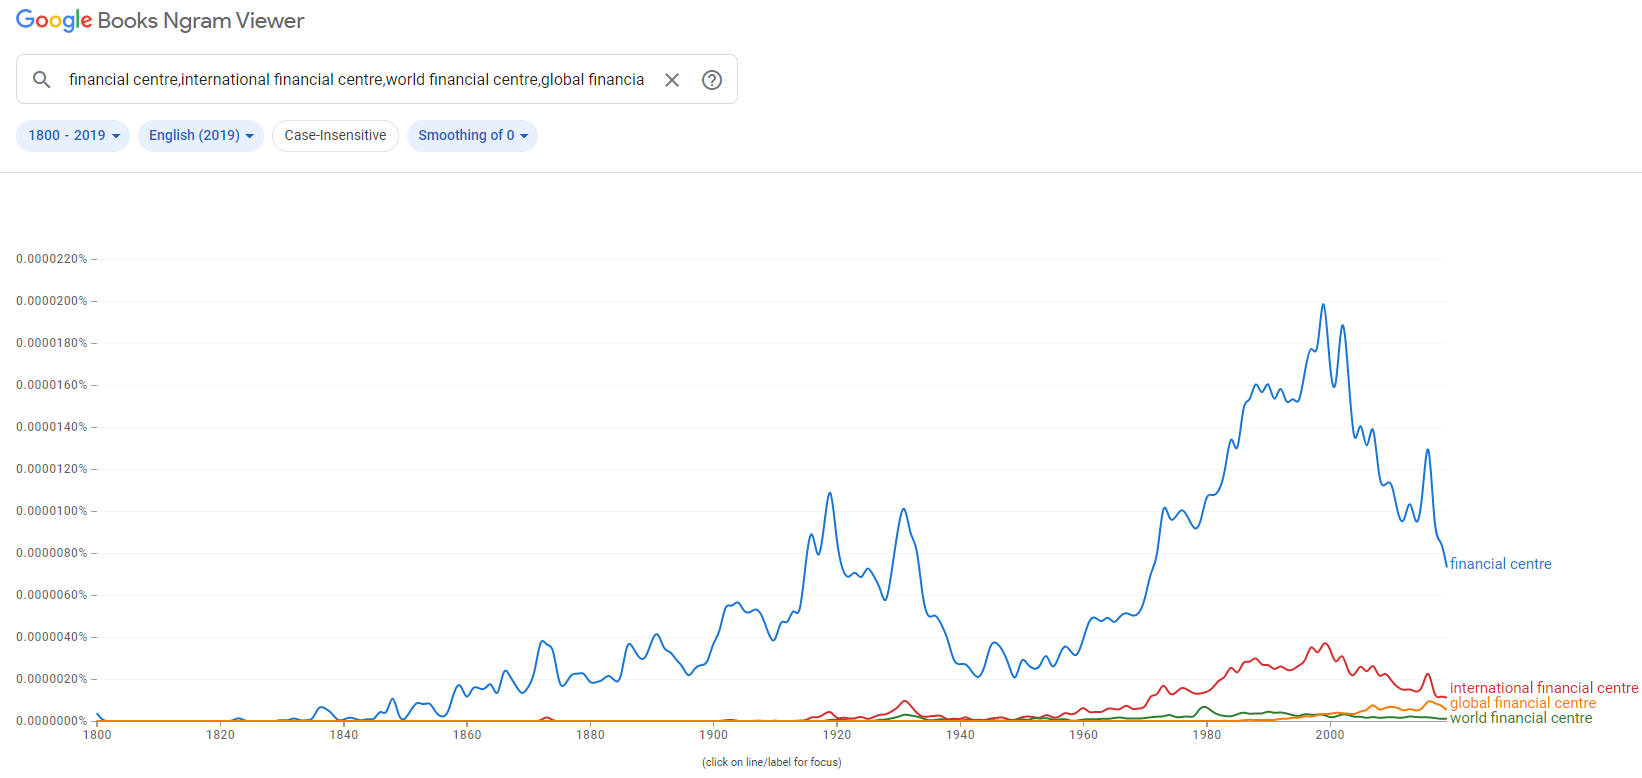 Google Books Ngram Viewer
financial centre,international financial centre,world financial centre,global financia
1800 - 2019 English (2019) Case-Insensitive Smoothing of 0
0.0000220%
0.0000200%
0.0000180%
0.0000160%
0.0000140%
0.0000120%
0.0000100%
0.0000080%
0.0000060%
0.0000040%
0.0000020%
0.0000000%
financial centre
international financial centre
global financial centre
world financial centre
1800 1820 1840 1860 1880 1900 1920 1940 1960 1980 2000
(click on line/label for focus)